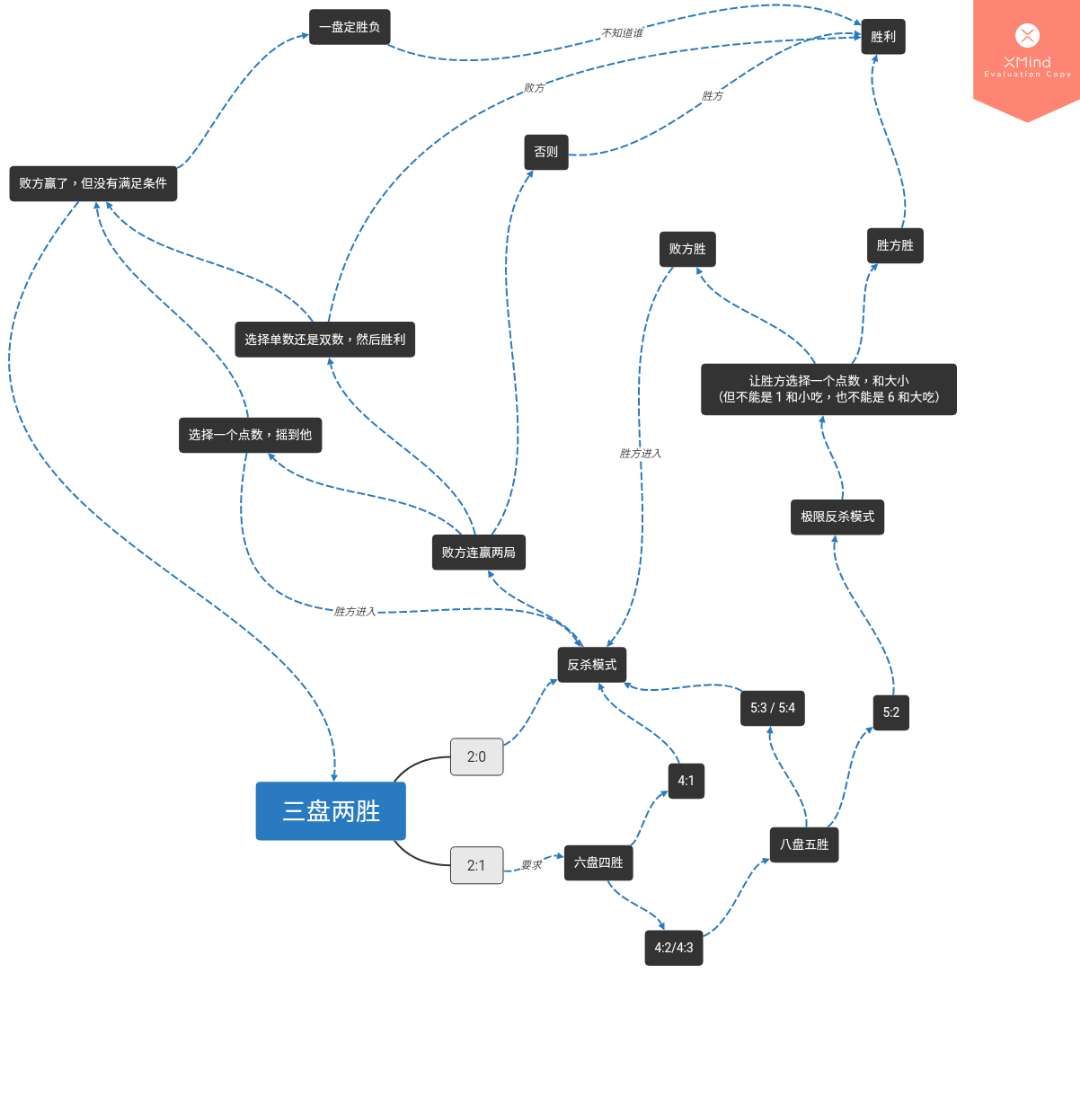 一盘定胜负
不知道谁
胜利
XMind
Evaluation Copy
败方
胜方
否则
败方赢了，但没有满足条件
败方胜
胜方胜
选择单数还是双数，然后胜利
让胜方选择一个点数，和大小
（但不能是 1 和小吃，也不能是 6 和大吃）
选择一个点数，摇到他
胜方进入
极限反杀模式
败方连赢两局
胜方进入
反杀模式
5:3 / 5:4
5:2
2:0
4:1
三盘两胜
八盘五胜
2:1
要求
六盘四胜
4:2/4:3